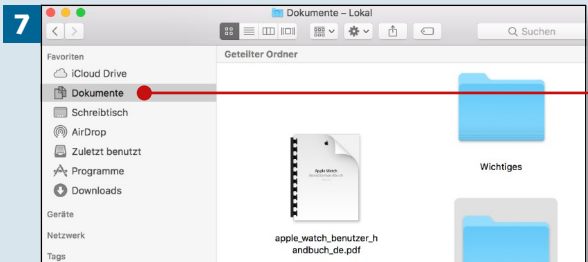 7
Dokumente – Lokal
Suchen
Favoriten
Geteilter Ordner
iCloud Drive
Dokumente
Schreibtisch
AirDrop
Zuletzt benutzt
Programme
Downloads
Geräte
Netzwerk
Tags
Apple Watch
Wichtiges
apple_watch_benutzer_h
andbuch_de.pdf